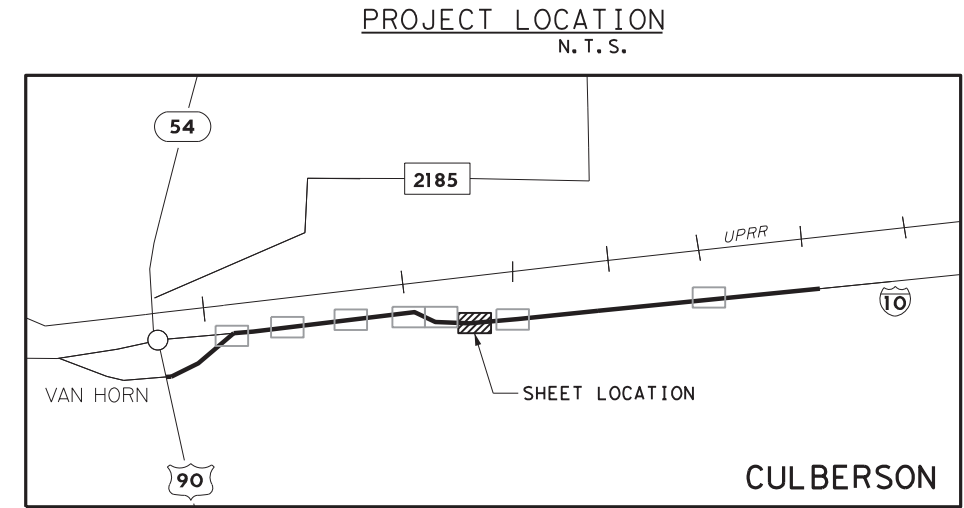 PROJECT LOCATION
N.T.S.
54
2185
UPRR
10
SHEET LOCATION
VAN HORN
90
CULBERSON